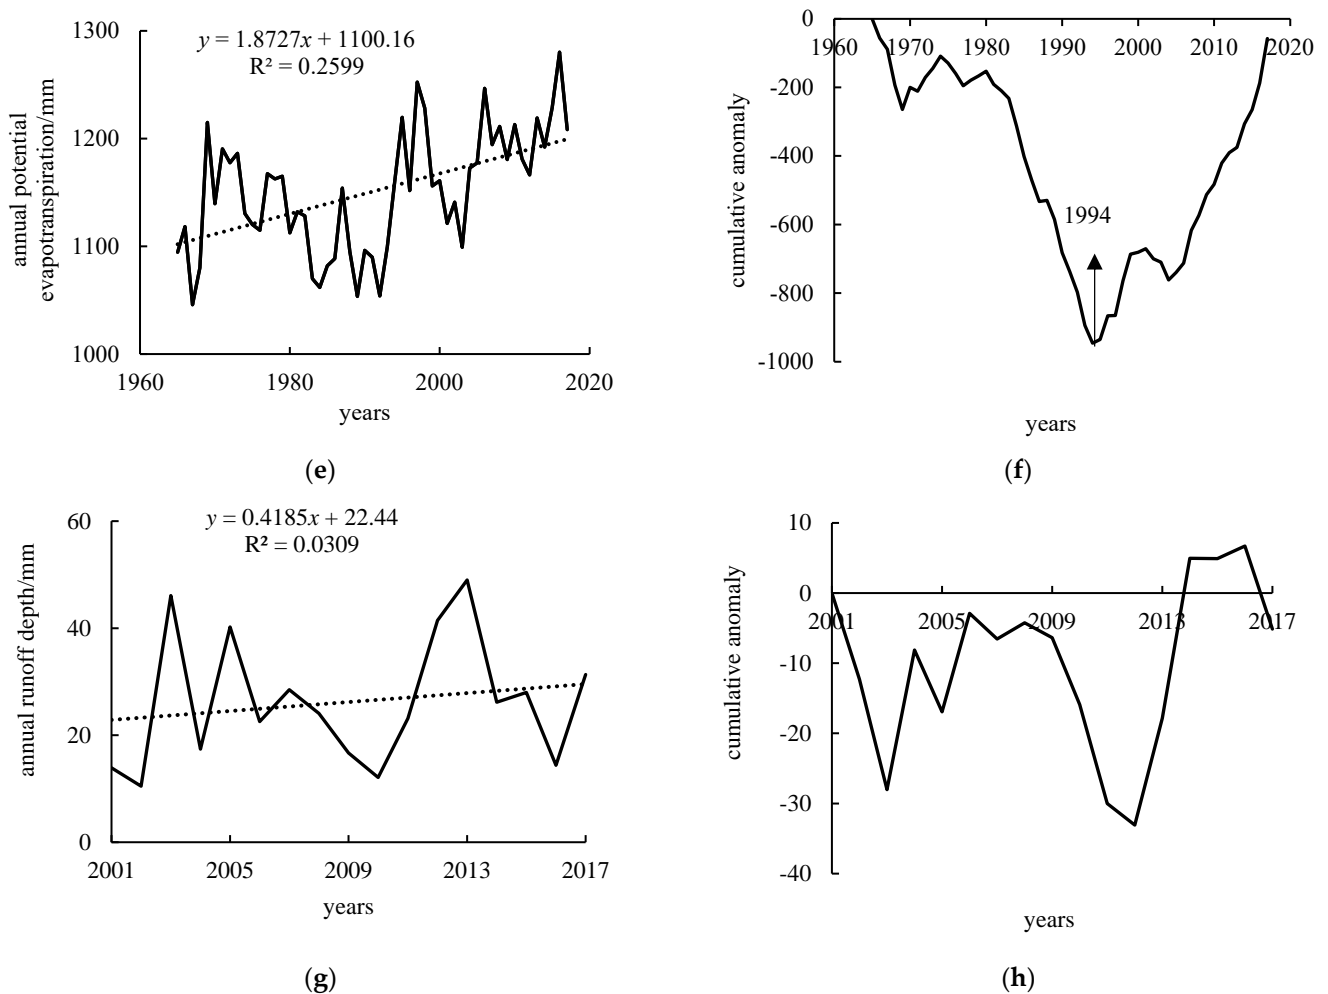 1300
1200
1100
1000
annual potential
evapotranspiration/mm
y = 1.8727x + 1100.16
R² = 0.2599
1960
1980
2000
2020
years
(e)
0
-200
-400
-600
-800
-1000
cumulative anomaly
1960
1970
1980
1990
2000
2010
2020
1994
years
(f)
60
40
20
0
annual runoff depth/mm
y = 0.4185x + 22.44
R² = 0.0309
2001
2005
2009
2013
2017
years
(g)
10
0
-10
-20
-30
-40
cumulative anomaly
2001
2005
2009
2013
2017
years
(h)